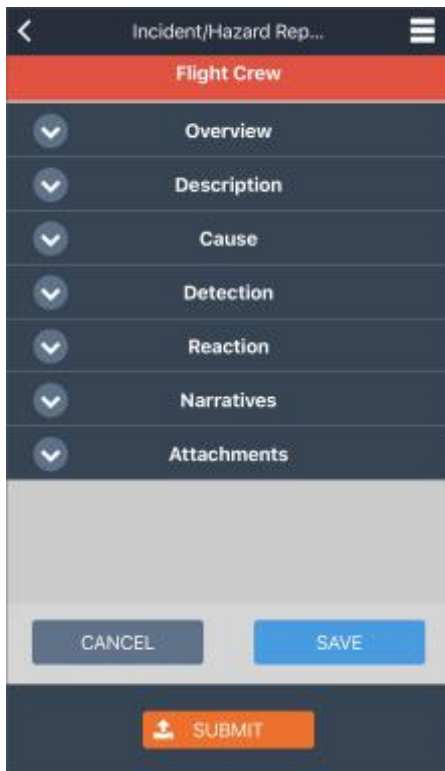 Incident/Hazard Rep...
Flight Crew
Overview
Description
Cause
Detection
Reaction
Narratives
Attachments
CANCEL SAVE
SUBMIT